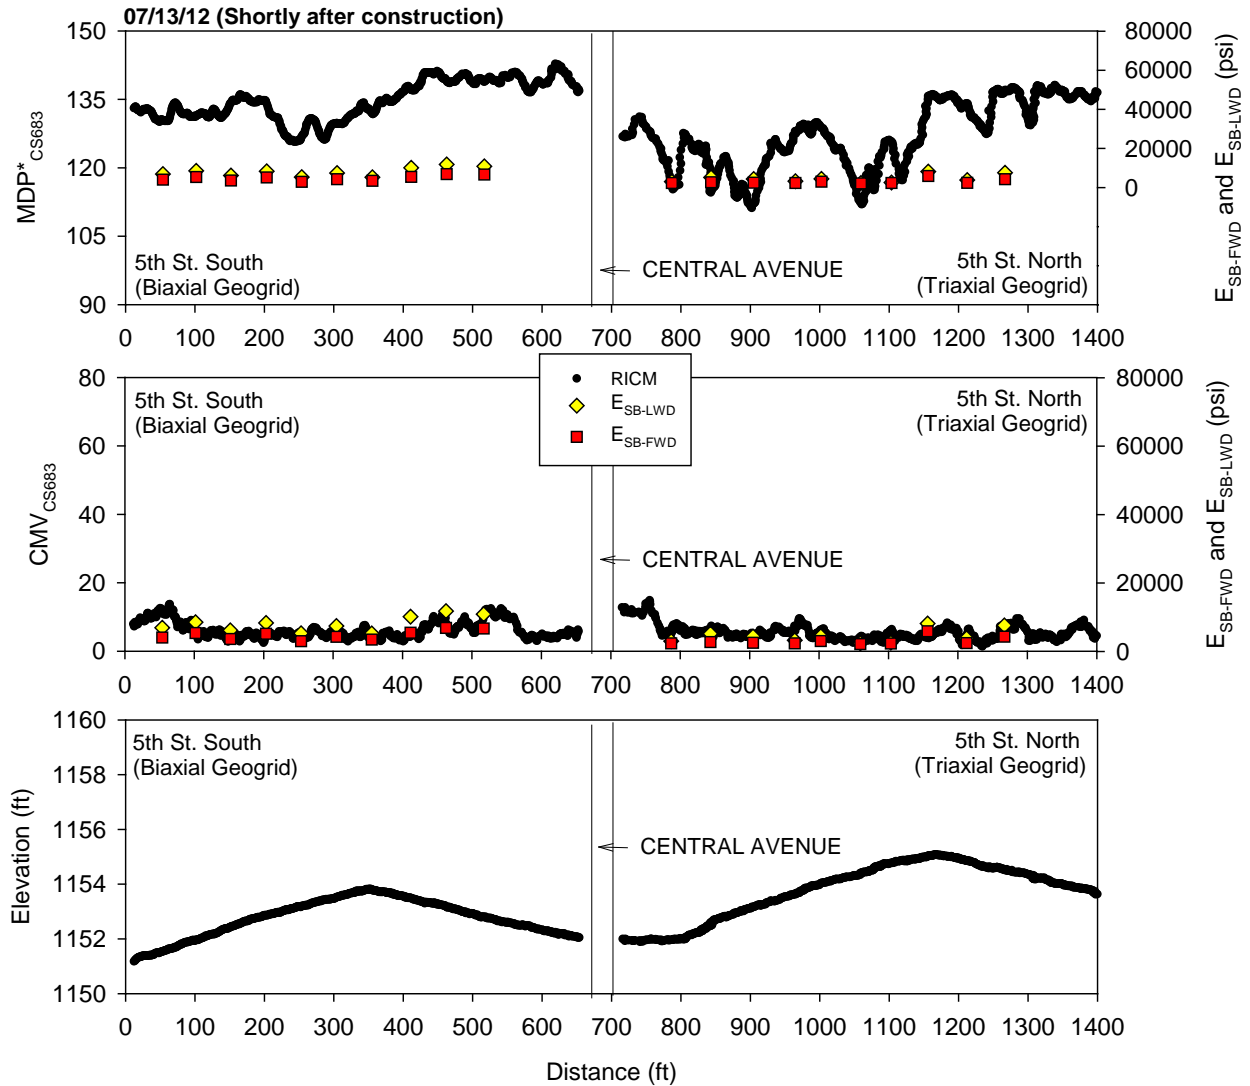 07/13/12 (Shortly after construction)
150
135
120
105
90
MDP*CS683
80000
60000
40000
20000
0
ESB-FWD and ESB-LWD (psi)
5th St. South
(Biaxial Geogrid)
CENTRAL AVENUE
5th St. North
(Triaxial Geogrid)
0 100 200 300 400 500 600 700 800 900 1000 1100 1200 1300 1400
80
60
40
20
0
CMVCS683
80000
60000
40000
20000
0
ESB-FWD and ESB-LWD (psi)
5th St. South
(Biaxial Geogrid)
RICM
ESB-LWD
ESB-FWD
5th St. North
(Triaxial Geogrid)
CENTRAL AVENUE
0 100 200 300 400 500 600 700 800 900 1000 1100 1200 1300 1400
1160
1158
1156
1154
1152
1150
Elevation (ft)
5th St. South
(Biaxial Geogrid)
5th St. North
(Triaxial Geogrid)
CENTRAL AVENUE
0 100 200 300 400 500 600 700 800 900 1000 1100 1200 1300 1400
Distance (ft)